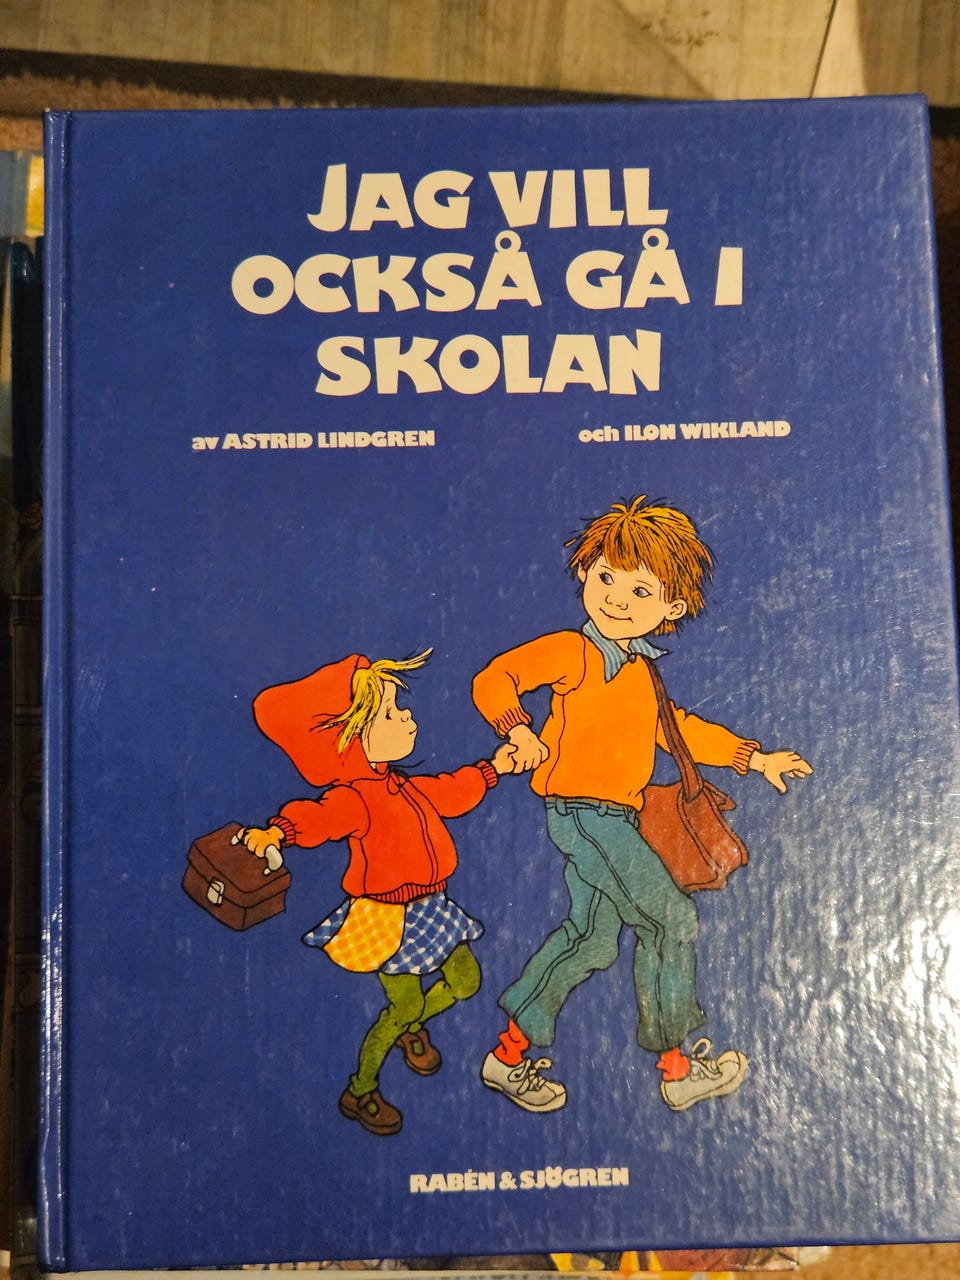 JAG VILL
OCKSÅ GÅ I
SKOLAN
av ASTRID LINDGREN och ILON WIKLAND
RABÉN & SJÖGREN